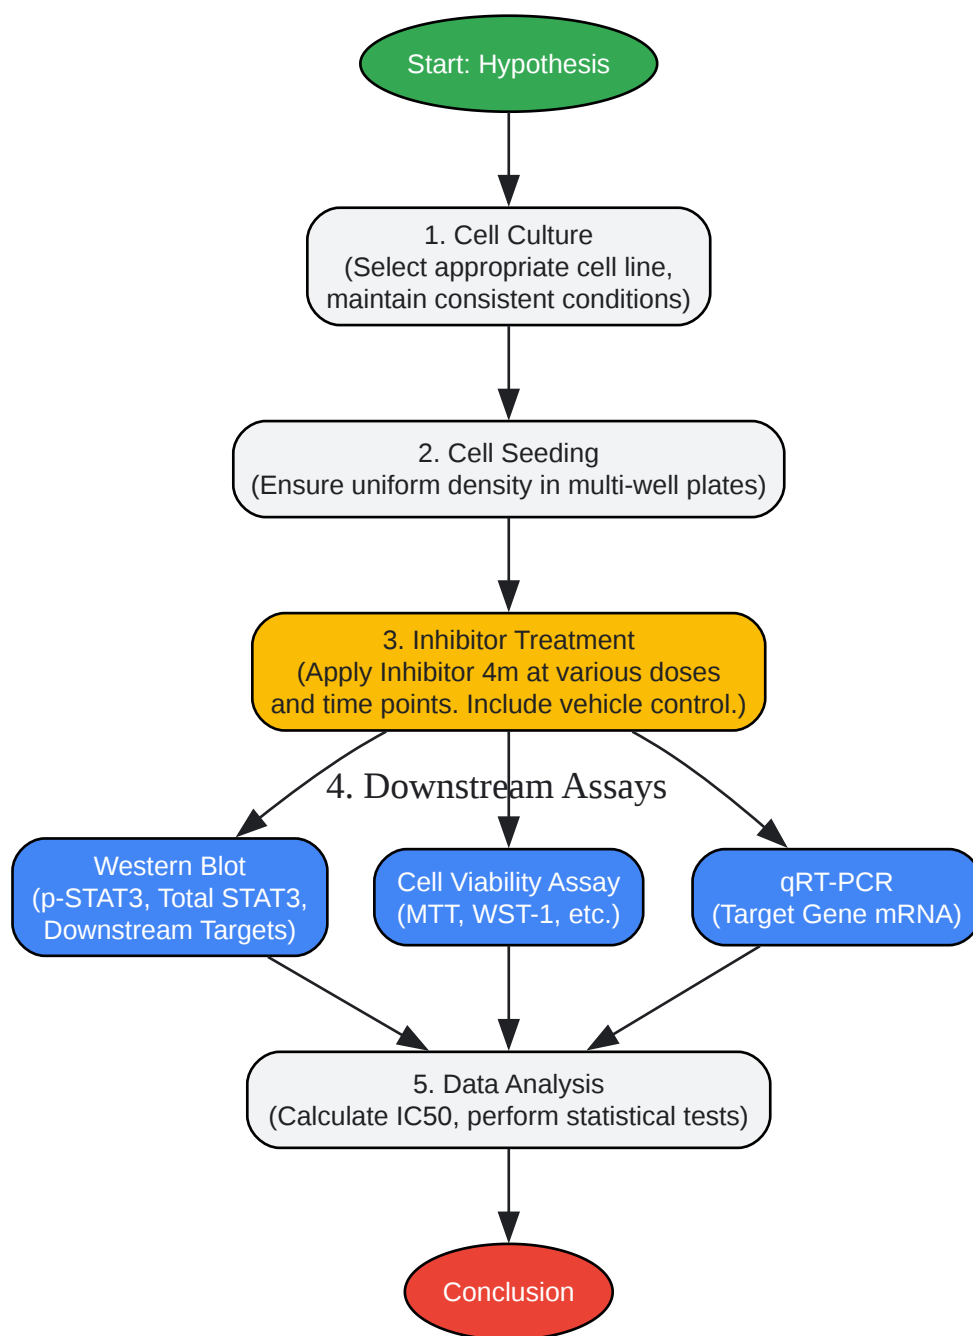 Start: Hypothesis
1. Cell Culture
(Select appropriate cell line,
maintain consistent conditions)
2. Cell Seeding
(Ensure uniform density in multi-well plates)
3. Inhibitor Treatment
(Apply Inhibitor 4m at various doses
and time points. Include vehicle control.)
4. Downstream Assays
Western Blot
(p-STAT3, Total STAT3,
Downstream Targets)
Cell Viability Assay
(MTT, WST-1, etc.)
qRT-PCR
(Target Gene mRNA)
5. Data Analysis
(Calculate IC50, perform statistical tests)
Conclusion